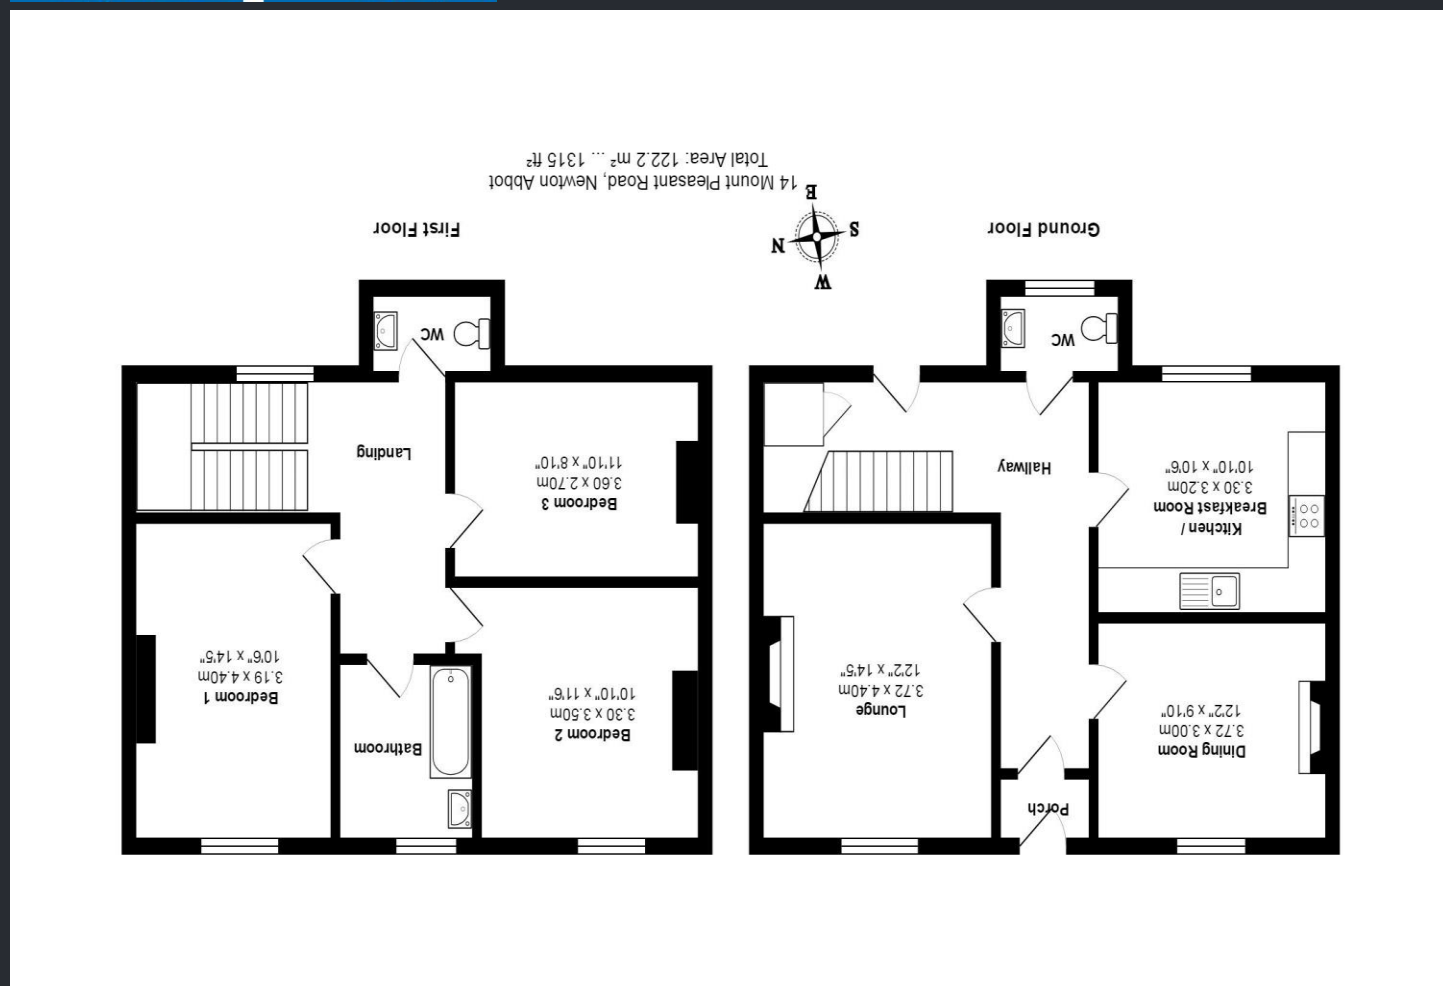 Porch
Dining Room
3.72 x 3.00m
12'2" x 9'10"
Lounge
3.72 x 4.40m
12'2" x 14'5"
Kitchen /
Breakfast Room
3.30 x 3.20m
10'10" x 10'6"
Hallway
WC
Ground Floor
Bedroom 2
3.30 x 3.50m
10'10" x 11'6"
Bathroom
Bedroom 1
3.19 x 4.40m
10'6" x 14'5"
Bedroom 3
3.60 x 2.70m
11'10" x 8'10"
Landing
WC
First Floor
W
S
N
E
14 Mount Pleasant Road, Newton Abbot
Total Area: 122.2 m² ... 1315 ft²